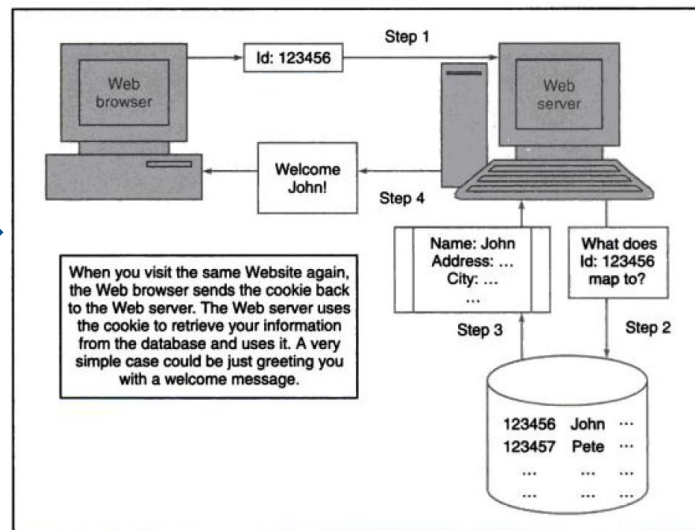 Web
browser
Id: 123456
Step 1
Web
server
Welcome
John!
Step 4
Name: John
Address: ...
City: ...
...
What does
Id: 123456
map to?
Step 3
Step 2
When you visit the same Website again,
the Web browser sends the cookie back
to the Web server. The Web server uses
the cookie to retrieve your information
from the database and uses it. A very
simple case could be just greeting you
with a welcome message.
123456 John ...
123457 Pete ...
... ... ...
... ... ...